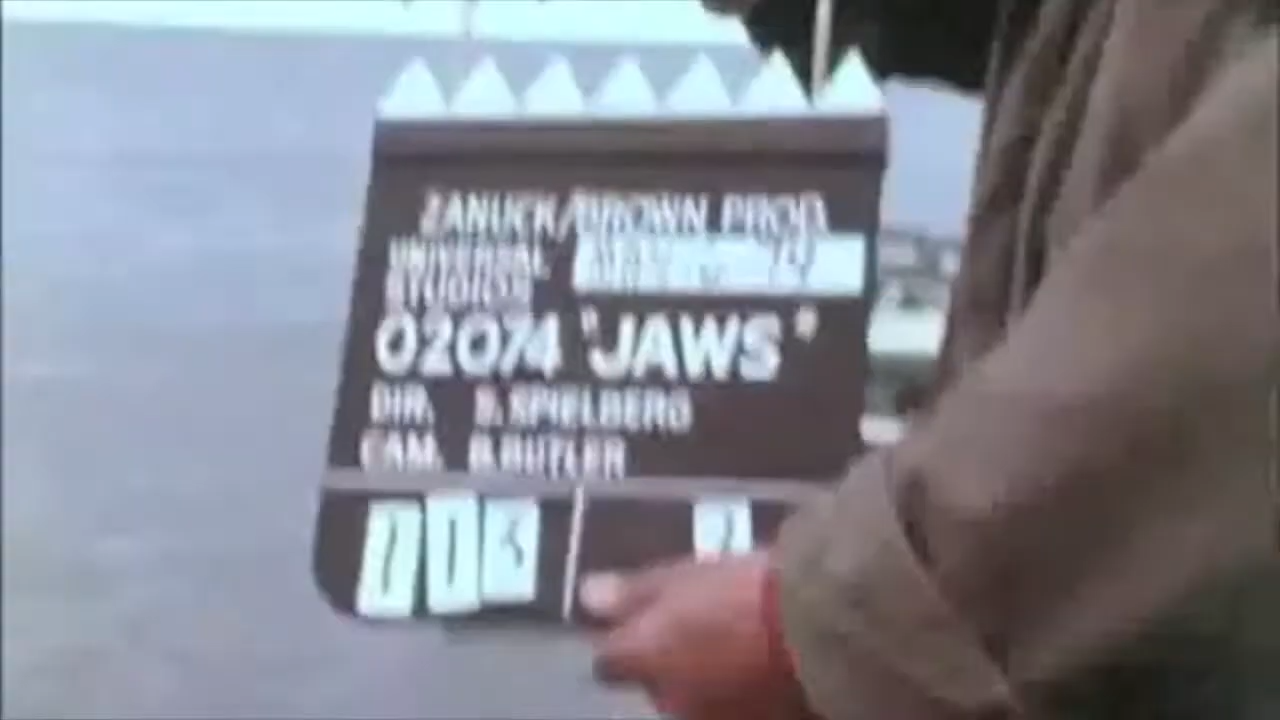 ZANUCK/BROWN PROD.
UNIVERSAL
STUDIOS
02074 'JAWS'
DIR. S. SPIELBERG
CAM. B. BUTLER